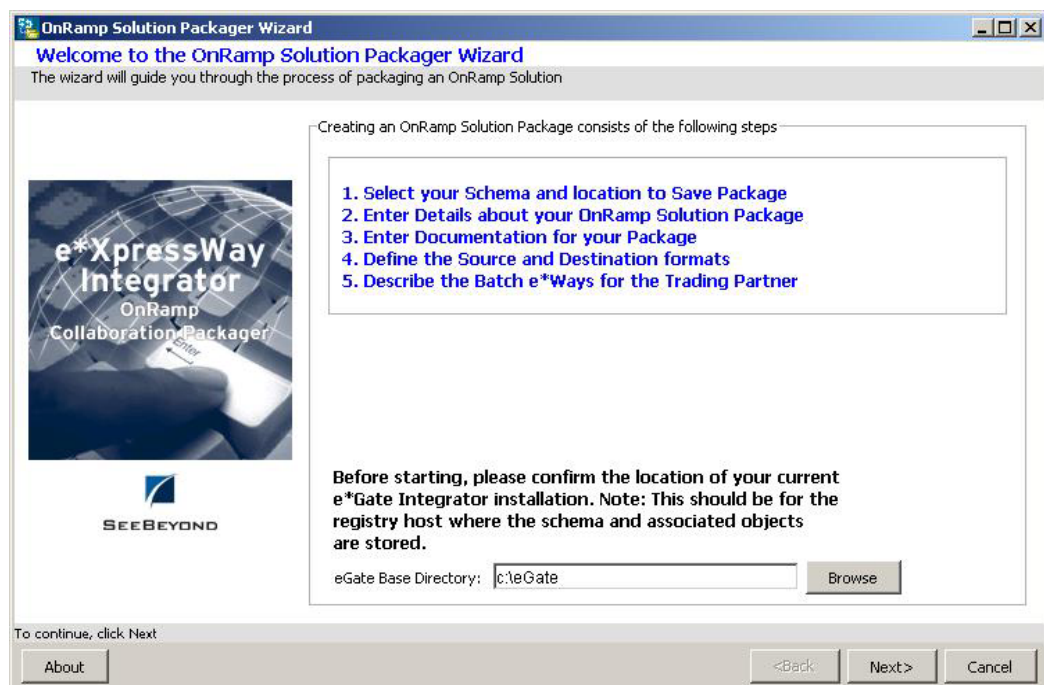 OnRamp Solution Packager Wizard
Welcome to the OnRamp Solution Packager Wizard
The wizard will guide you through the process of packaging an OnRamp Solution
Creating an OnRamp Solution Package consists of the following steps
1. Select your Schema and location to Save Package
2. Enter Details about your OnRamp Solution Package
3. Enter Documentation for your Package
4. Define the Source and Destination formats
5. Describe the Batch e*Ways for the Trading Partner
e*XpressWay
Integrator
OnRamp
Collaboration Packager
Enter
SEEBEYOND
Before starting, please confirm the location of your current
e*Gate Integrator installation. Note: This should be for the
registry host where the schema and associated objects
are stored.
eGate Base Directory: c:\eGate Browse
To continue, click Next
About <Back Next> Cancel